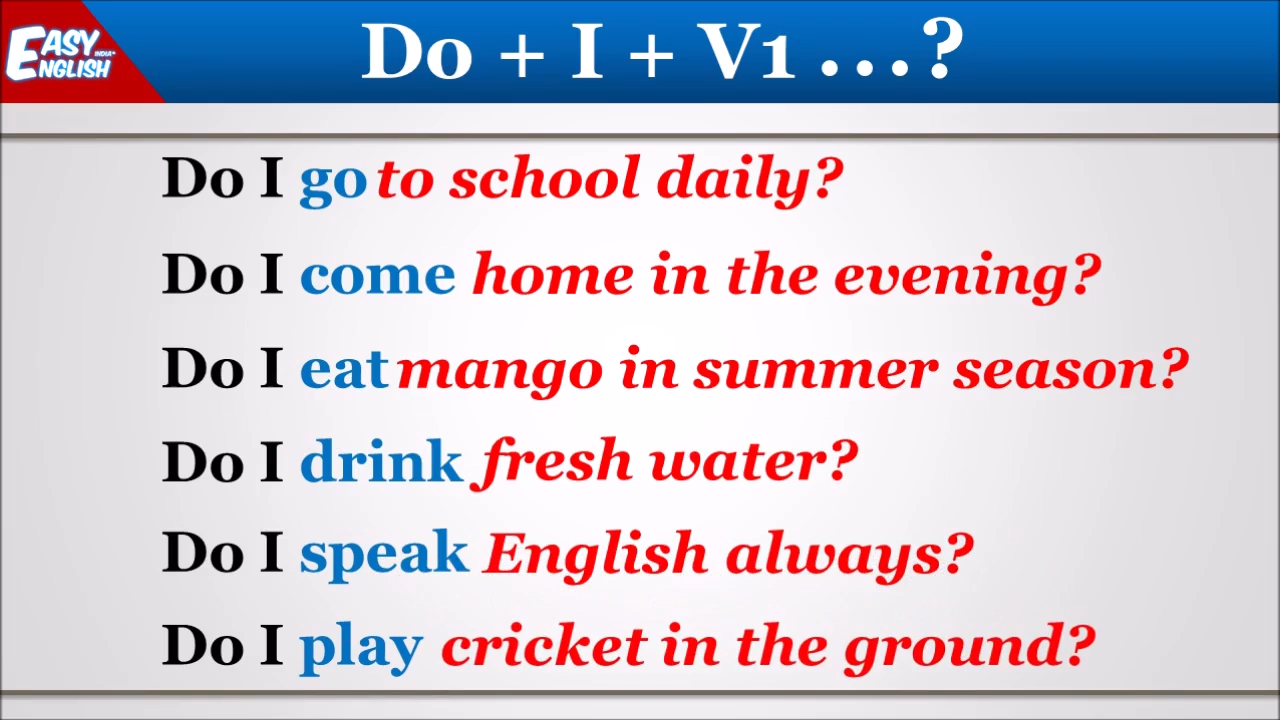 EASY INDIA
ENGLISH
Do + I + V1 ...?
Do I go to school daily?
Do I come home in the evening?
Do I eat mango in summer season?
Do I drink fresh water?
Do I speak English always?
Do I play cricket in the ground?